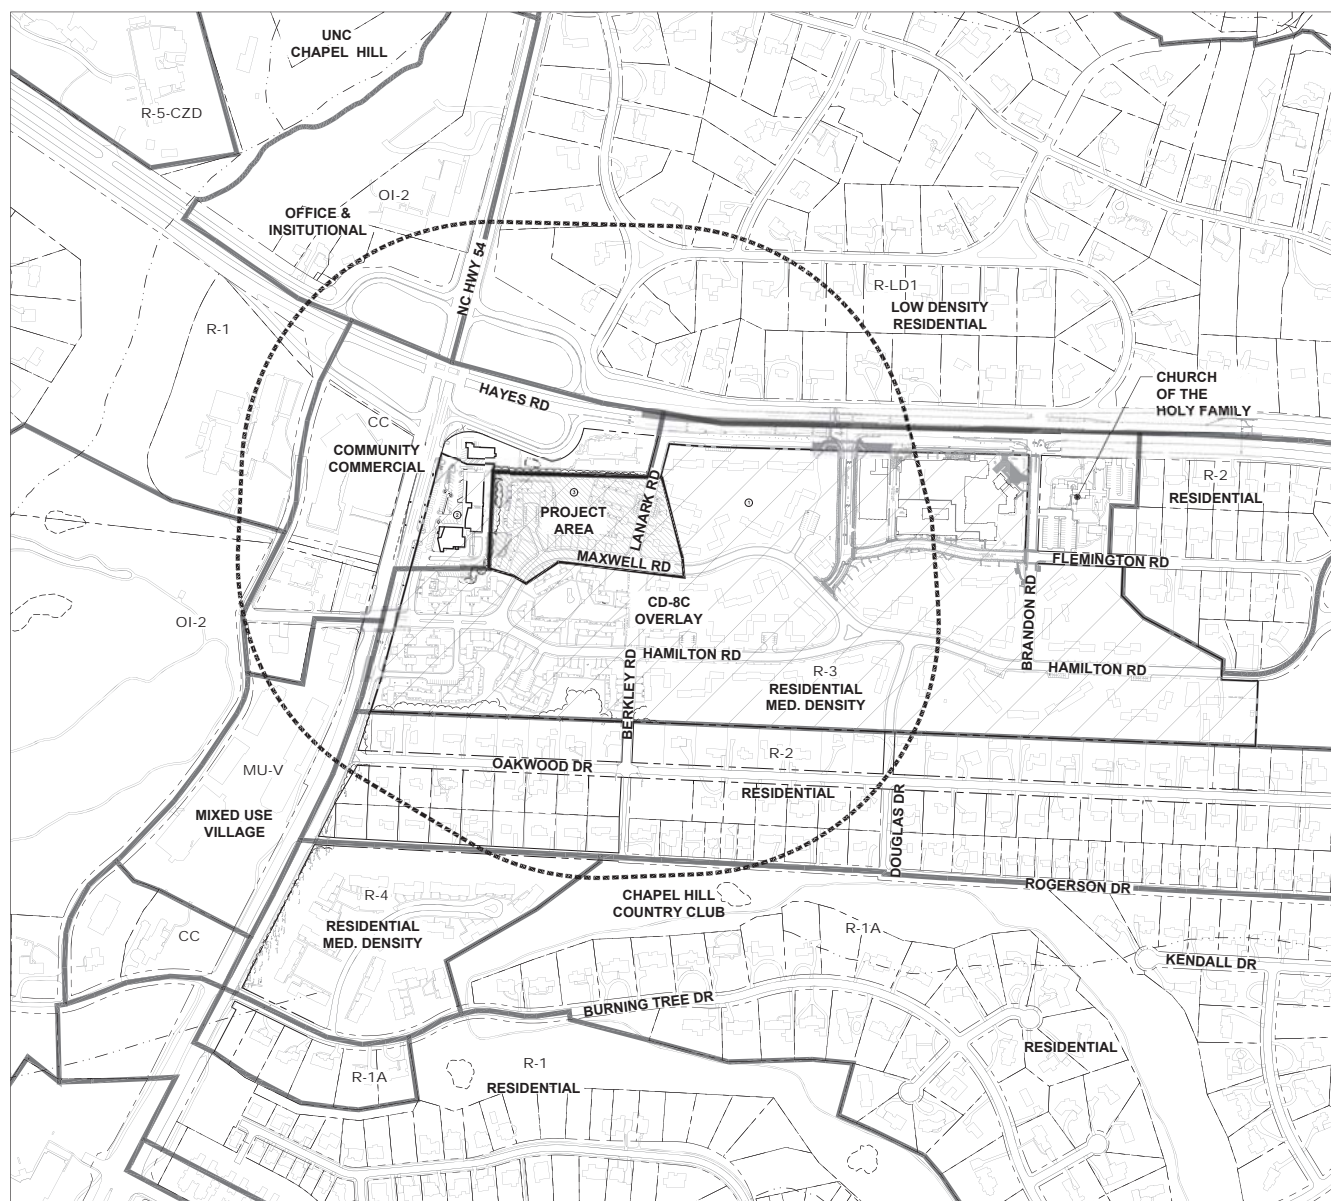 UNC
CHAPEL HILL
R-5-CZD
OI-2
OFFICE &
INSITUTIONAL
NC HWY 54
R-LD1
LOW DENSITY
RESIDENTIAL
R-1
HAYES RD
CHURCH
OF THE
HOLY FAMILY
CC
COMMUNITY
COMMERCIAL
R-2
RESIDENTIAL
3
PROJECT
AREA
LANARK RD
1
2
MAXWELL RD
FLEMINGTON RD
CD-8C
OVERLAY
BRANDON RD
OI-2
HAMILTON RD
BERKLEY RD
HAMILTON RD
R-3
RESIDENTIAL
MED. DENSITY
R-2
OAKWOOD DR
MU-V
RESIDENTIAL
DOUGLAS DR
MIXED USE
VILLAGE
ROGERSON DR
R-4
CHAPEL HILL
COUNTRY CLUB
RESIDENTIAL
MED. DENSITY
R-1A
CC
KENDALL DR
BURNING TREE DR
RESIDENTIAL
R-1
R-1A
RESIDENTIAL